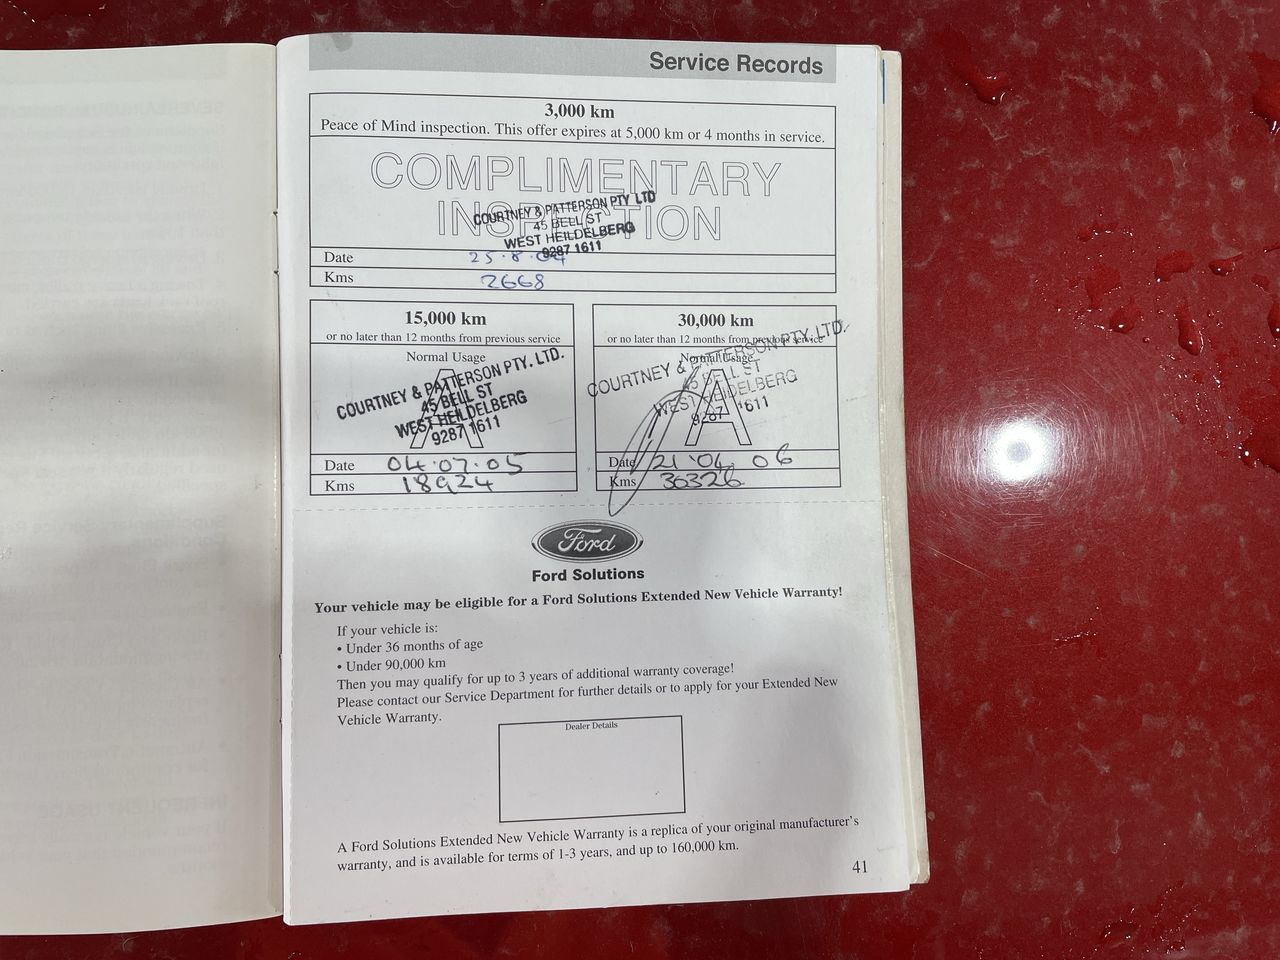 Service Records
3,000 km
Peace of Mind inspection. This offer expires at 5,000 km or 4 months in service.
COMPLIMENTARY
INSPECTION
COURTNEY & PATTERSON PTY LTD
45 BELL ST
WEST HEILDELBERG
9287 1611
Date 25.8.04
Kms 2668
15,000 km
or no later than 12 months from previous service
Normal Usage
A
COURTNEY & PATTERSON PTY. LTD.
45 BELL ST
WEST HEILDELBERG
9287 1611
Date 04.07.05
Kms 18924
30,000 km
or no later than 12 months from previous service
Normal Usage
A
COURTNEY & PATTERSON PTY. LTD.
45 BELL ST
WEST HEIDELBERG
9287 1611
Date 21.04.06
Kms 30326
Ford
Ford Solutions
Your vehicle may be eligible for a Ford Solutions Extended New Vehicle Warranty!
If your vehicle is:
• Under 36 months of age
• Under 90,000 km
Then you may qualify for up to 3 years of additional warranty coverage!
Please contact our Service Department for further details or to apply for your Extended New
Vehicle Warranty.
Dealer Details
A Ford Solutions Extended New Vehicle Warranty is a replica of your original manufacturer's
warranty, and is available for terms of 1-3 years, and up to 160,000 km.
41